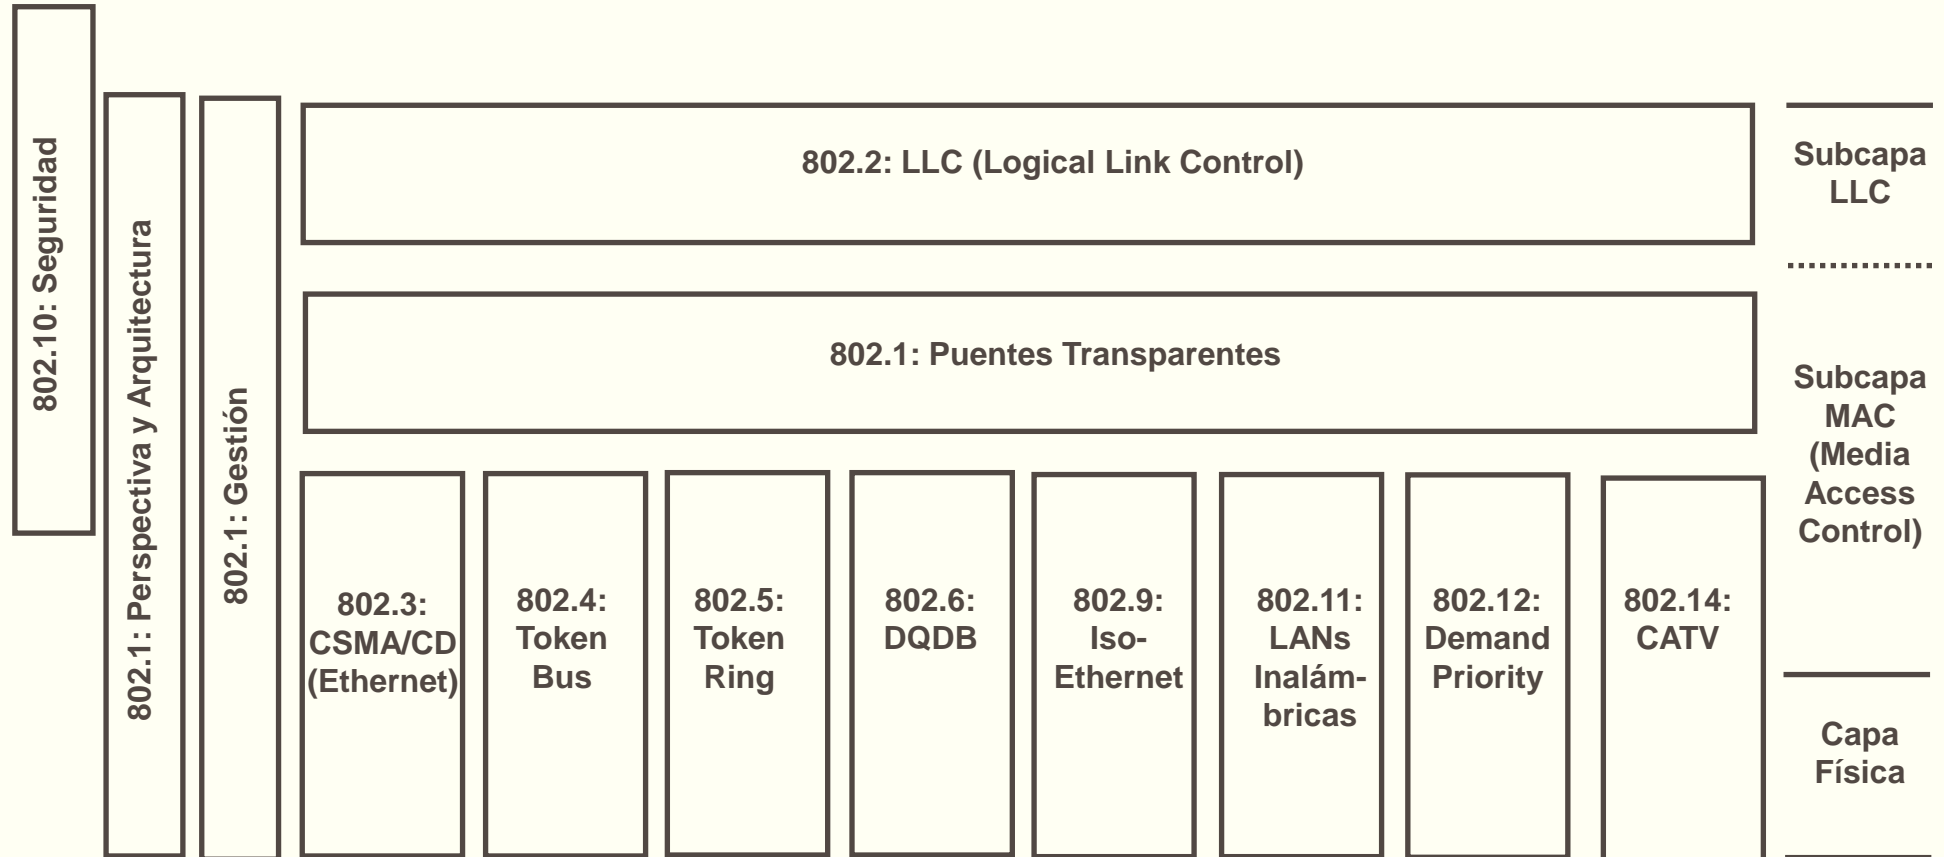 802.10: Seguridad
802.1: Perspectiva y Arquitectura
802.1: Gestión
802.2: LLC (Logical Link Control)
802.1: Puentes Transparentes
802.3:
CSMA/CD
(Ethernet)
802.4:
Token
Bus
802.5:
Token
Ring
802.6:
DQDB
802.9:
Iso-
Ethernet
802.11:
LANs
Inalám-
bricas
802.12:
Demand
Priority
802.14:
CATV
Subcapa
LLC
Subcapa
MAC
(Media
Access
Control)
Capa
Física